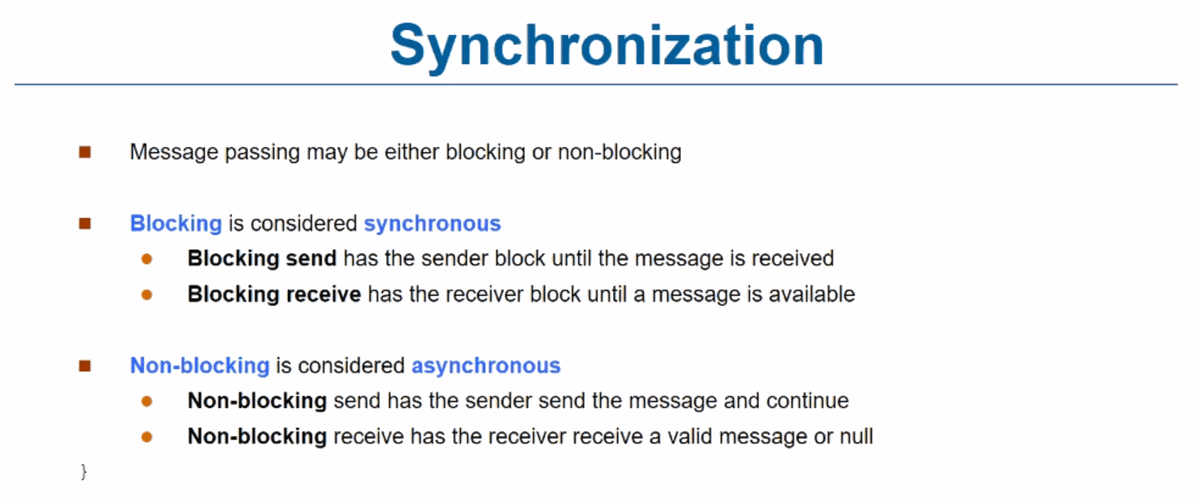 Synchronization
Message passing may be either blocking or non-blocking
Blocking is considered synchronous
Blocking send has the sender block until the message is received
Blocking receive has the receiver block until a message is available
Non-blocking is considered asynchronous
Non-blocking send has the sender send the message and continue
Non-blocking receive has the receiver receive a valid message or null
}